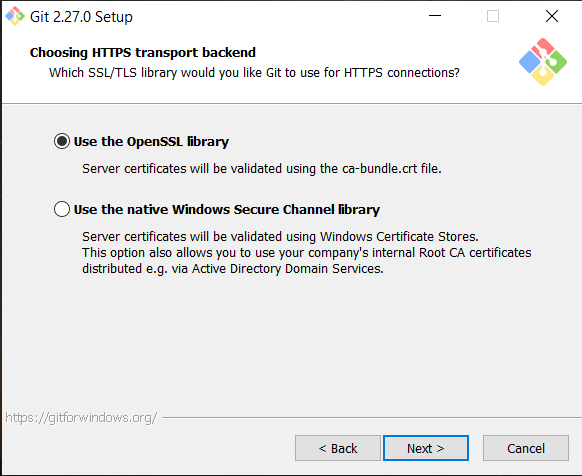 Git 2.27.0 Setup
Choosing HTTPS transport backend
Which SSL/TLS library would you like Git to use for HTTPS connections?
Use the OpenSSL library
Server certificates will be validated using the ca-bundle.crt file.
Use the native Windows Secure Channel library
Server certificates will be validated using Windows Certificate Stores.
This option also allows you to use your company's internal Root CA certificates
distributed e.g. via Active Directory Domain Services.
https://gitforwindows.org/
< Back Next > Cancel